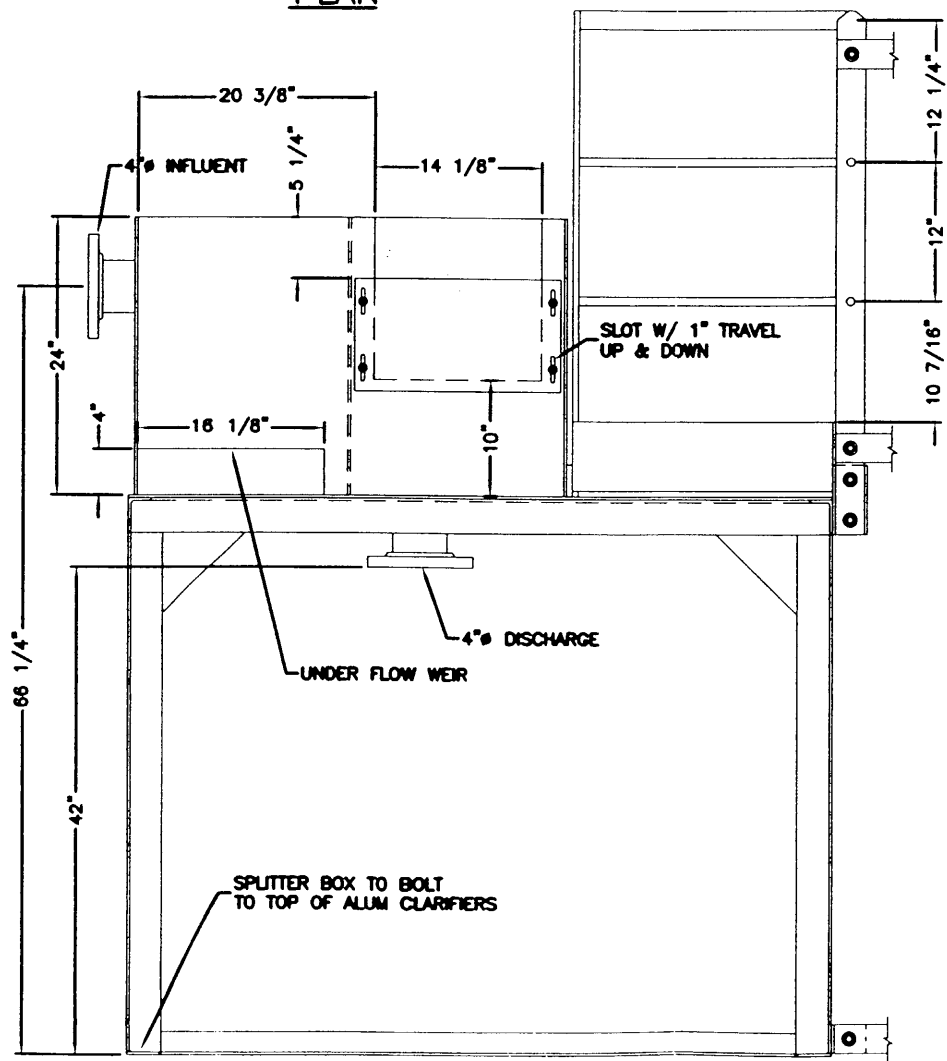 PLAN
20 3/8"
4"ø INFLUENT
5 1/4"
14 1/8"
12 1/4"
12"
10 7/16"
24"
SLOT W/ 1" TRAVEL
UP & DOWN
4"
16 1/8"
10"
66 1/4"
4"ø DISCHARGE
UNDER FLOW WEIR
42"
SPLITTER BOX TO BOLT
TO TOP OF ALUM CLARIFIERS